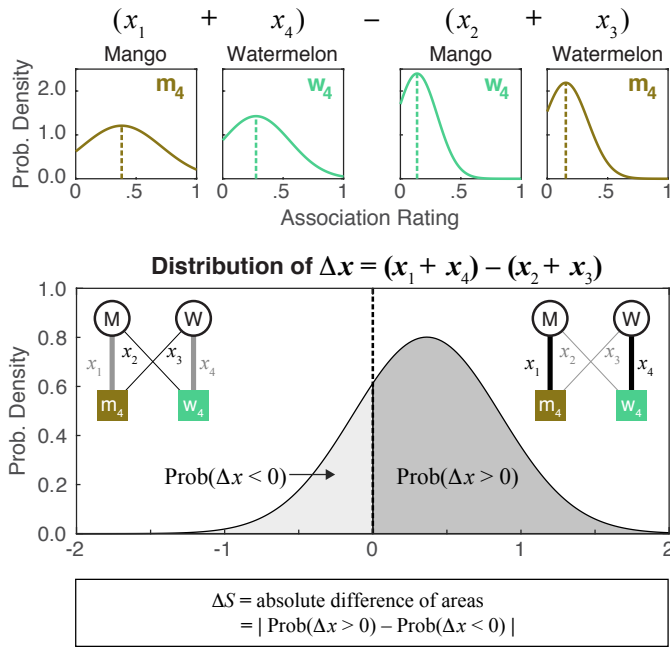 (x₁ + x₄) – (x₂ + x₃)
Mango Watermelon Mango Watermelon
Prob. Density
2.0
1.0
0
m₄ w₄ w₄ m₄
0 .5 1 0 .5 1 0 .5 1 0 .5 1
Association Rating
Distribution of Δx = (x₁ + x₄) – (x₂ + x₃)
Prob. Density
1.0
0.8
0.6
0.4
0.2
0.0
M W M W
x₁ x₂ x₃ x₄ x₁ x₂ x₃ x₄
m₄ w₄ m₄ w₄
Prob(Δx < 0) Prob(Δx > 0)
-2 -1 0 1 2
ΔS = absolute difference of areas
= | Prob(Δx > 0) – Prob(Δx < 0) |